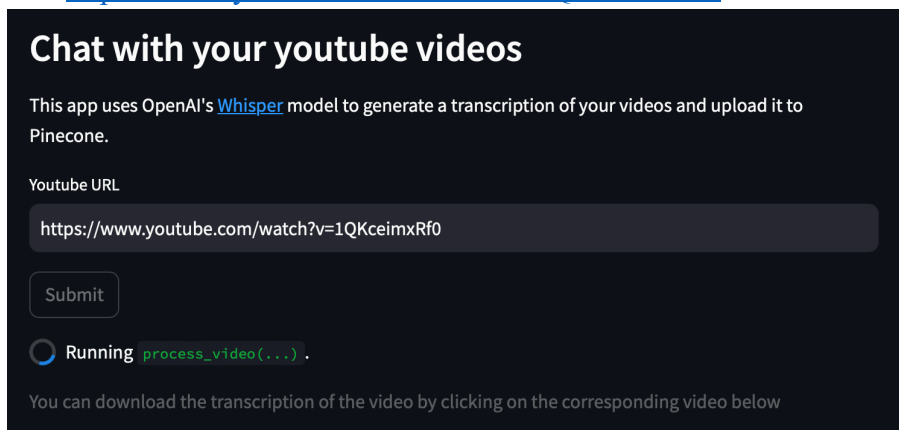 Chat with your youtube videos
This app uses OpenAI's Whisper model to generate a transcription of your videos and upload it to
Pinecone.
Youtube URL
https://www.youtube.com/watch?v=1QKceimxRf0
Submit
Running process_video(...).
You can download the transcription of the video by clicking on the corresponding video below